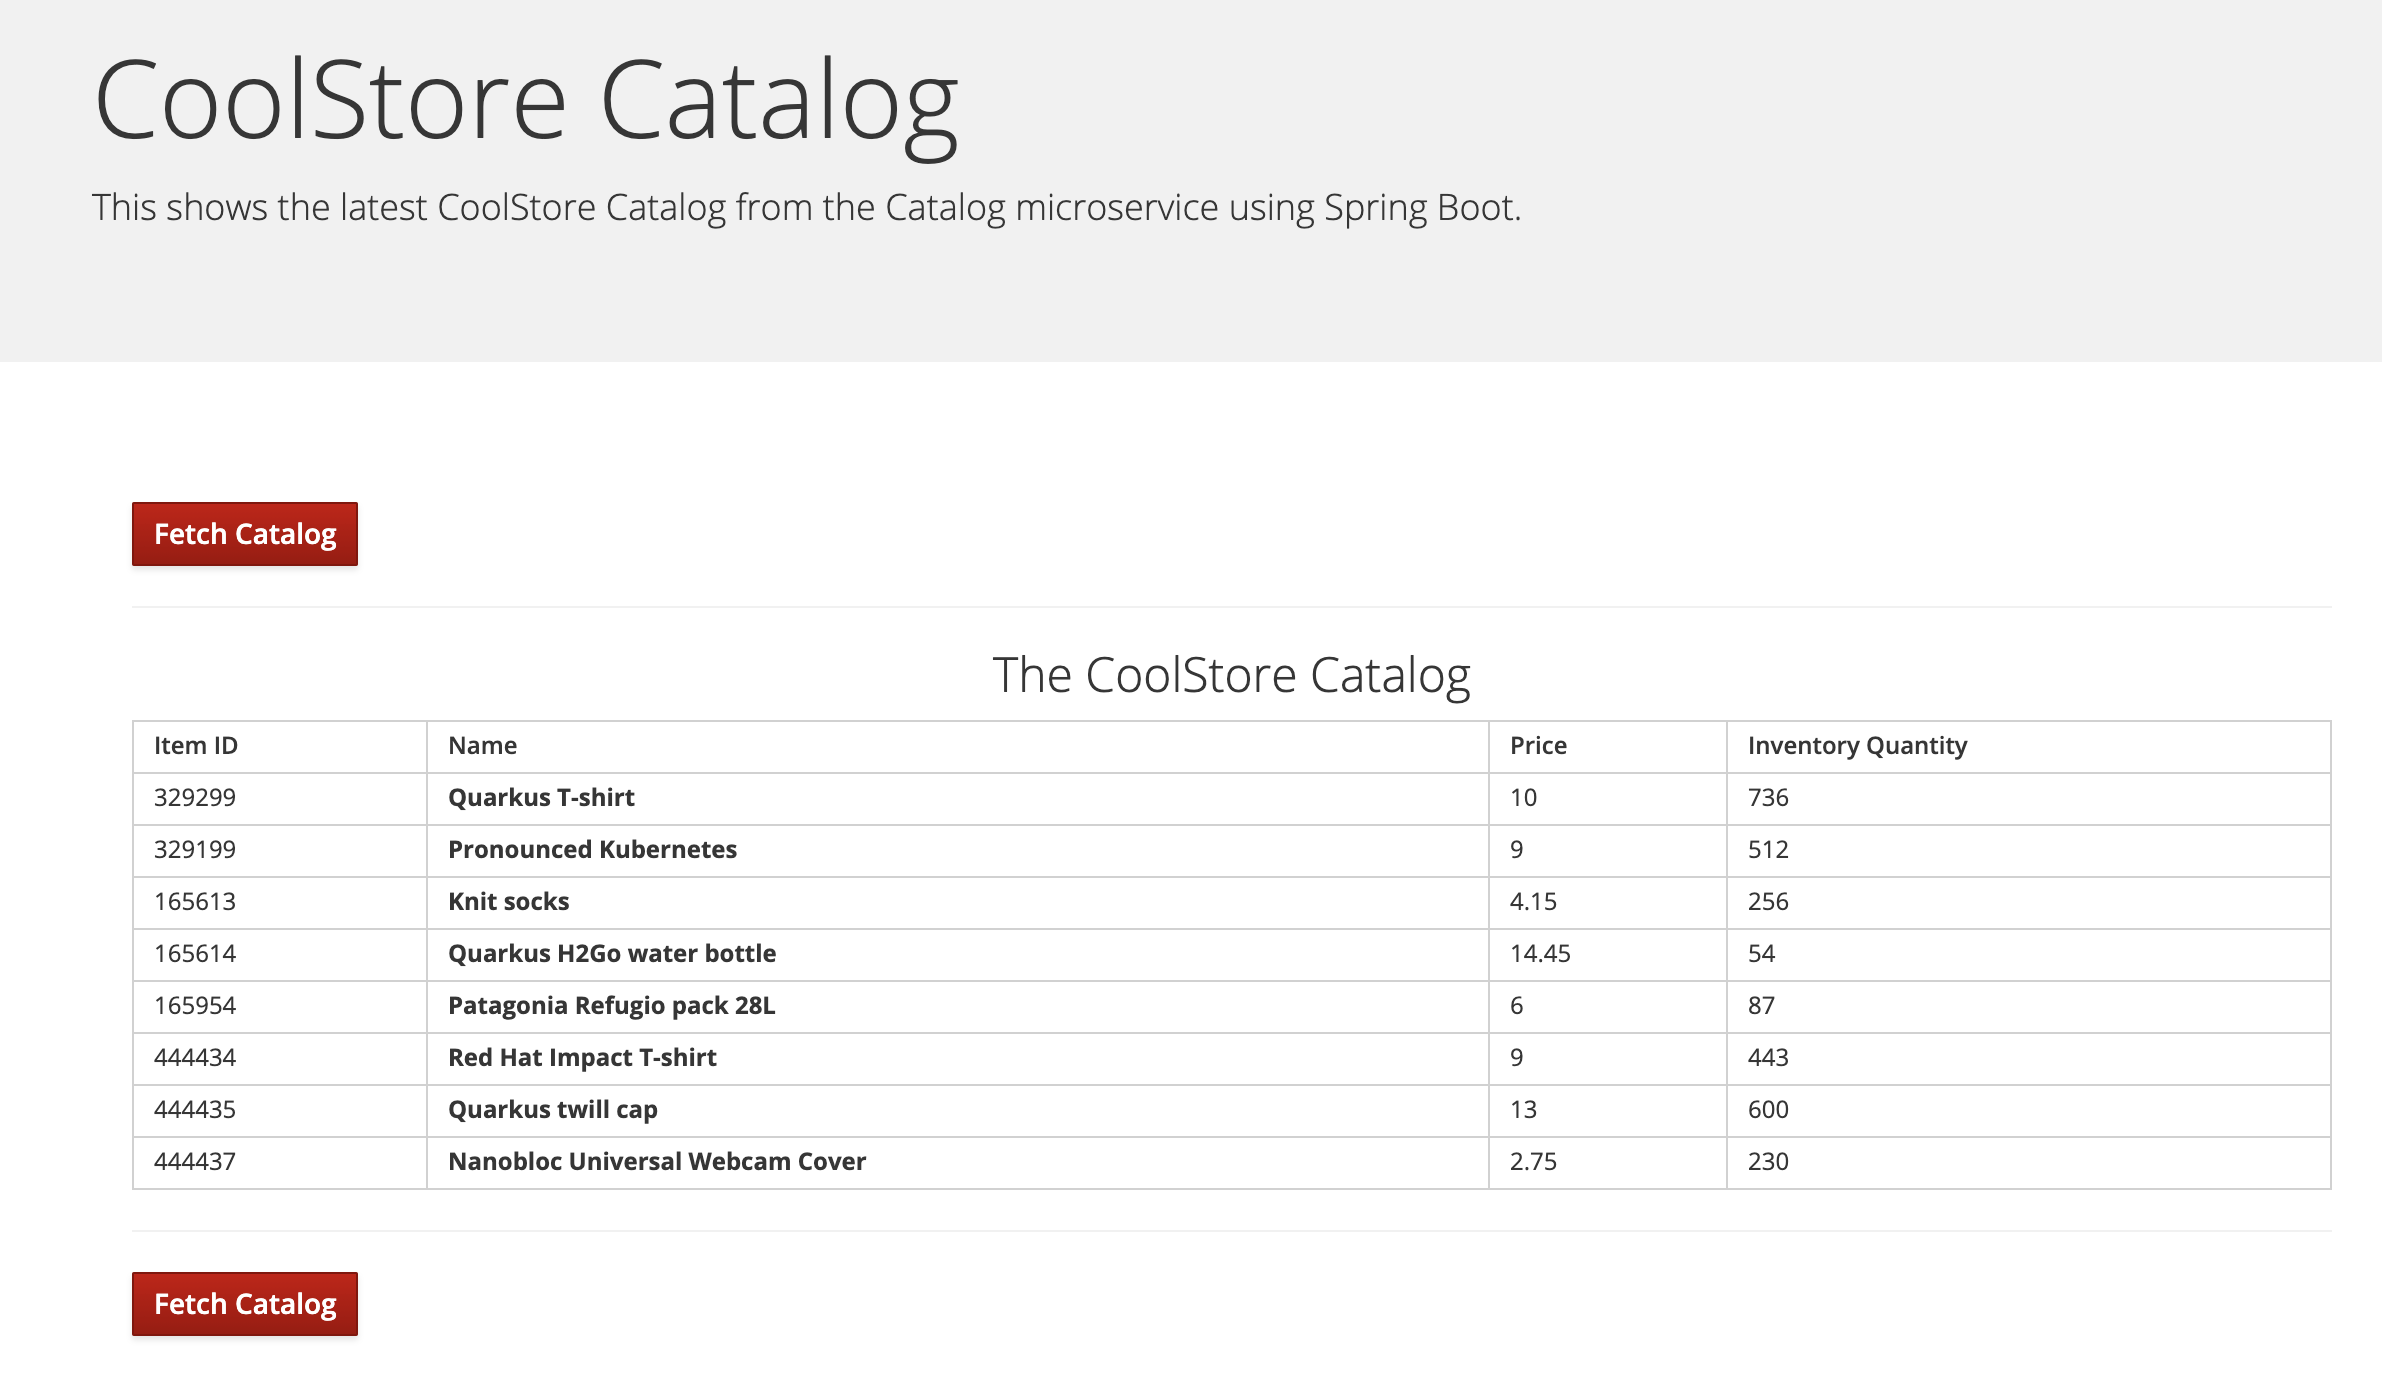 CoolStore Catalog
This shows the latest CoolStore Catalog from the Catalog microservice using Spring Boot.
Fetch Catalog
The CoolStore Catalog
Item ID Name Price Inventory Quantity
329299 Quarkus T-shirt 10 736
329199 Pronounced Kubernetes 9 512
165613 Knit socks 4.15 256
165614 Quarkus H2Go water bottle 14.45 54
165954 Patagonia Refugio pack 28L 6 87
444434 Red Hat Impact T-shirt 9 443
444435 Quarkus twill cap 13 600
444437 Nanobloc Universal Webcam Cover 2.75 230
Fetch Catalog